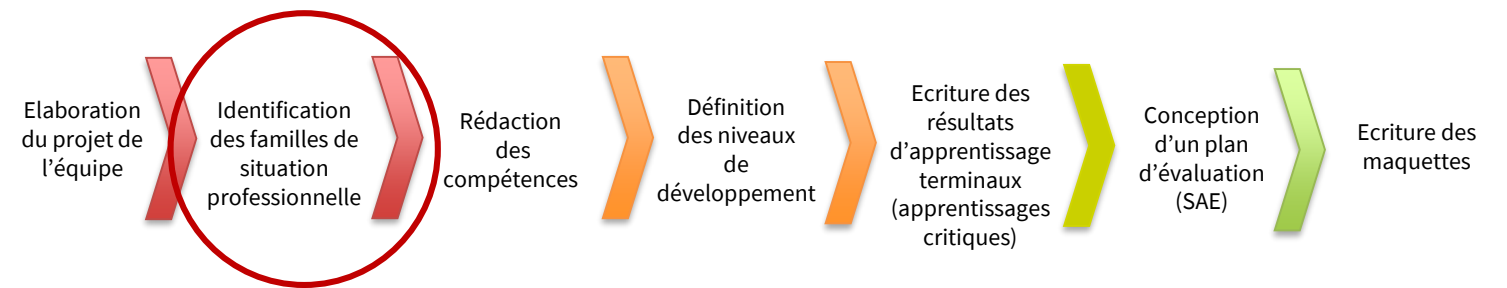 Elaboration
du projet de
l’équipe
Identification
des familles de
situation
professionnelle
Rédaction
des
compétences
Définition
des niveaux
de
développement
Ecriture des
résultats
d’apprentissage
terminaux
(apprentissages
critiques)
Conception
d’un plan
d’évaluation
(SAE)
Ecriture des
maquettes